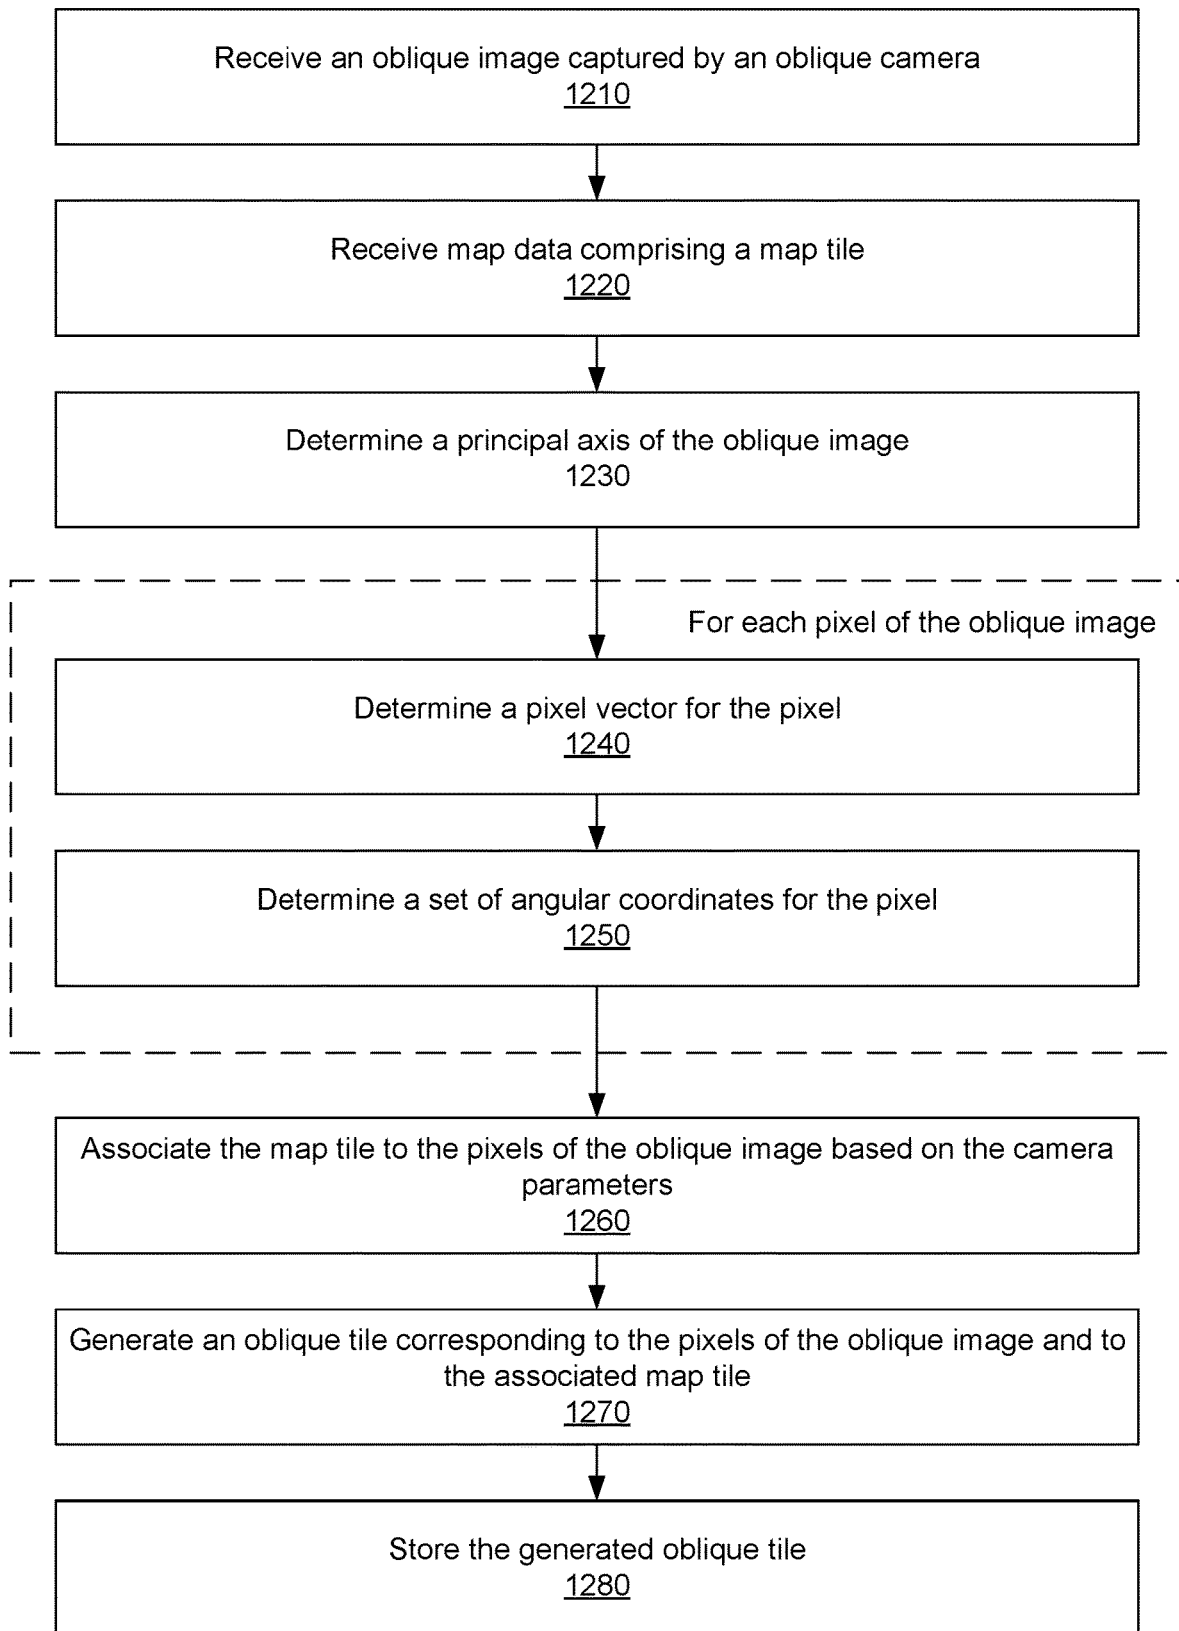 Receive an oblique image captured by an oblique camera
1210
Receive map data comprising a map tile
1220
Determine a principal axis of the oblique image
1230
For each pixel of the oblique image
Determine a pixel vector for the pixel
1240
Determine a set of angular coordinates for the pixel
1250
Associate the map tile to the pixels of the oblique image based on the camera
parameters
1260
Generate an oblique tile corresponding to the pixels of the oblique image and to
the associated map tile
1270
Store the generated oblique tile
1280